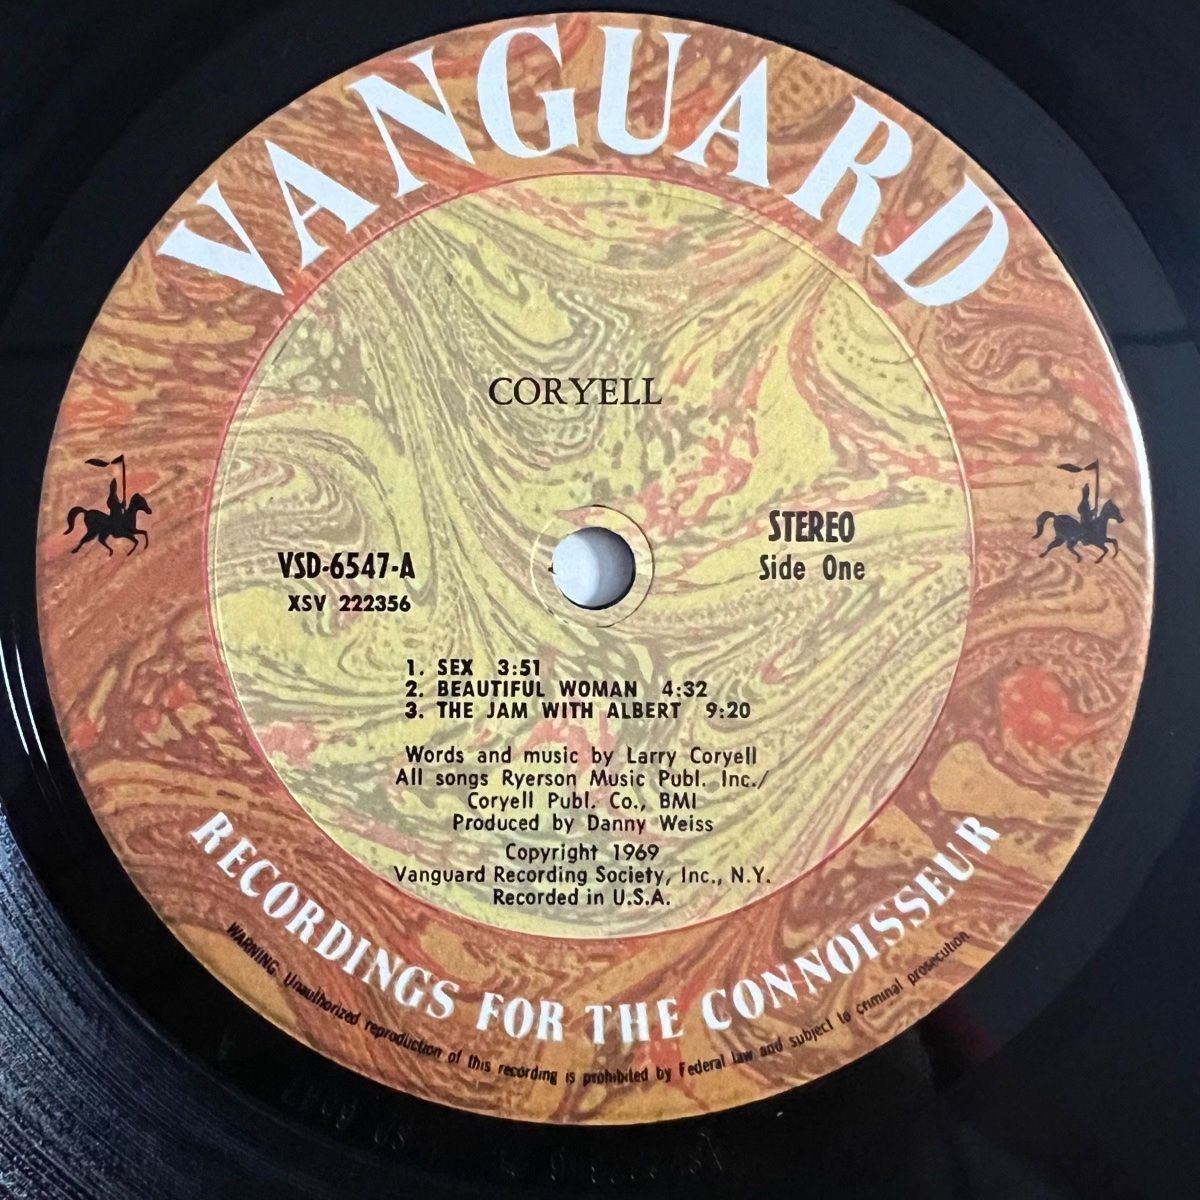 VANGUARD
CORYELL
STEREO
Side One
VSD-6547-A
XSV 222356
1. SEX 3:51
2. BEAUTIFUL WOMAN 4:32
3. THE JAM WITH ALBERT 9:20
Words and music by Larry Coryell
All songs Ryerson Music Publ. Inc./
Coryell Publ. Co., BMI
Produced by Danny Weiss
Copyright 1969
Vanguard Recording Society, Inc., N.Y.
Recorded in U.S.A.
RECORDINGS FOR THE CONNOISSEUR
WARNING: Unauthorized reproduction of this recording is prohibited by Federal law and subject to criminal prosecution